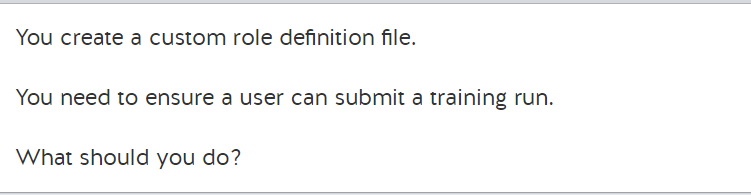 You create a custom role definition file.
You need to ensure a user can submit a training run.
What should you do?